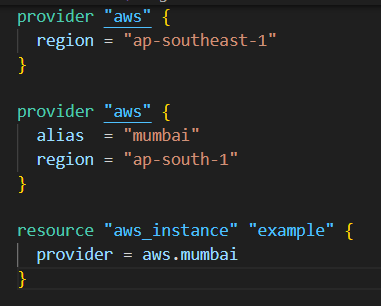 provider "aws" {
  region = "ap-southeast-1"
}

provider "aws" {
  alias  = "mumbai"
  region = "ap-south-1"
}

resource "aws_instance" "example" {
  provider = aws.mumbai
}